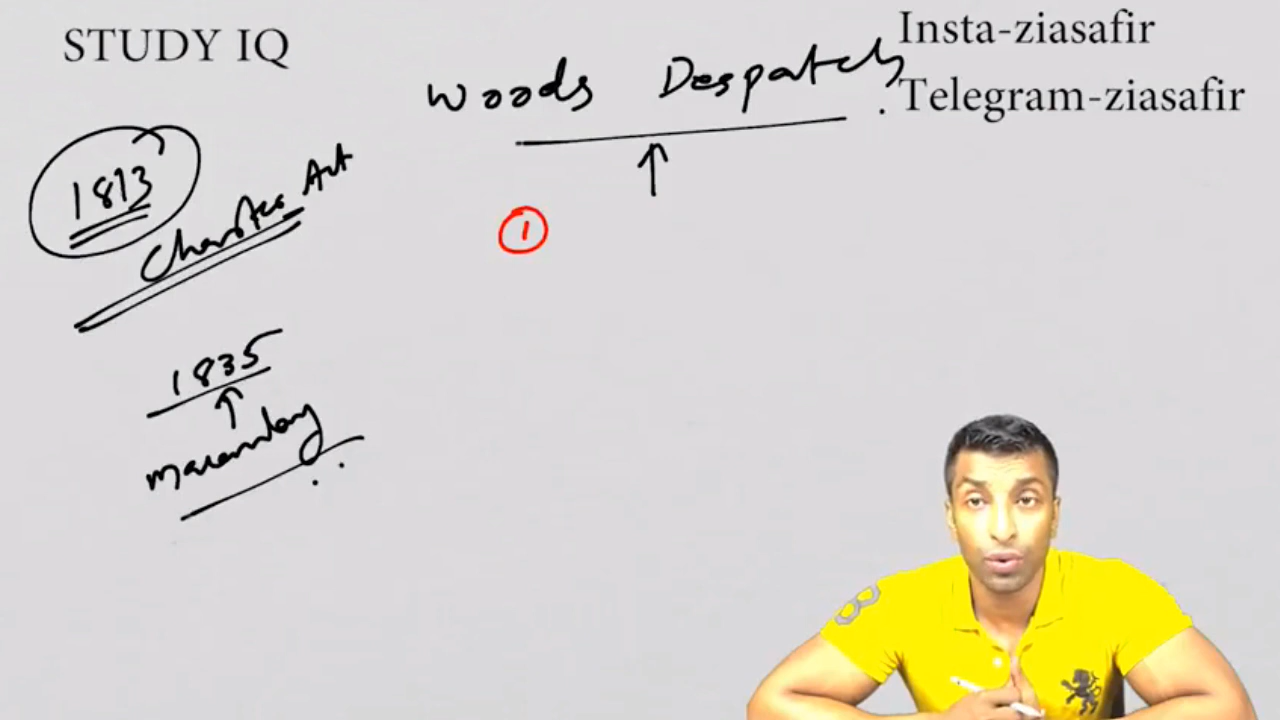 STUDY IQ
Insta-ziasafir
Telegram-ziasafir
Woods Despatch
1813
Charter Act
1
1835